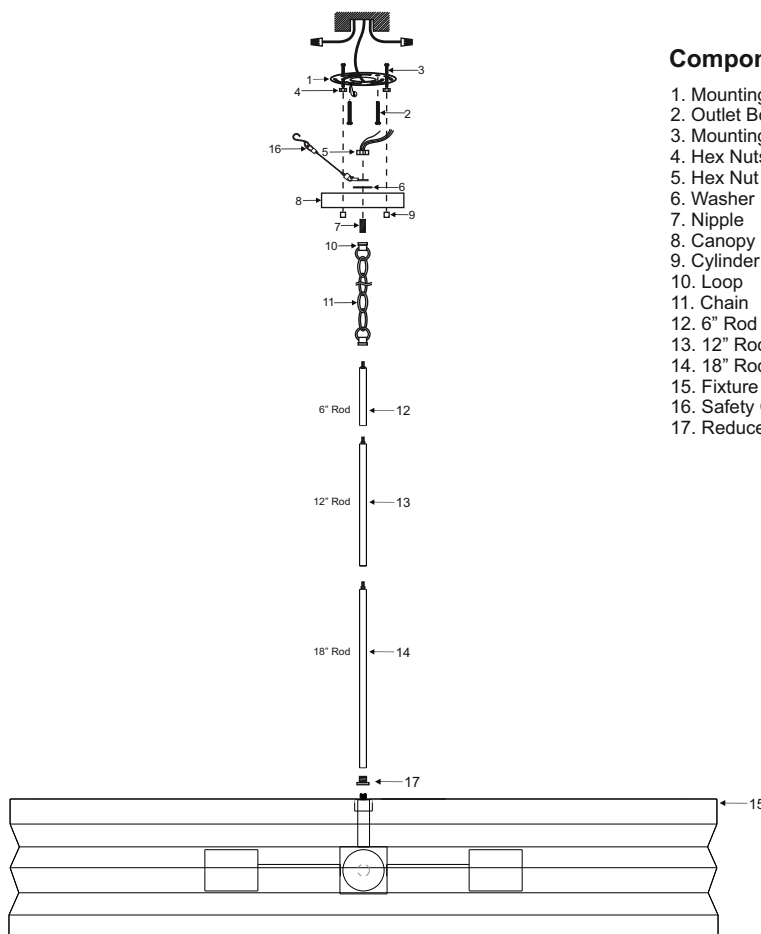 Compon
1. Mounting
2. Outlet Bo
3. Mounting
4. Hex Nuts
5. Hex Nut
6. Washer
7. Nipple
8. Canopy
9. Cylinder
10. Loop
11. Chain
12. 6” Rod
13. 12” Rod
14. 18” Rod
15. Fixture
16. Safety
17. Reduce
3
1
4
2
16
5
6
8
9
7
10
11
6” Rod 12
12” Rod 13
18” Rod 14
17
15